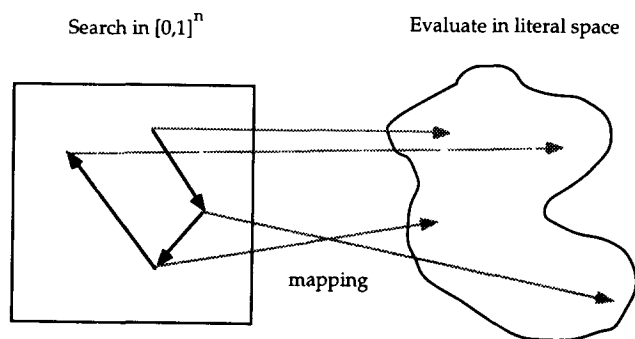 Search in [0,1]^n
Evaluate in literal space
mapping